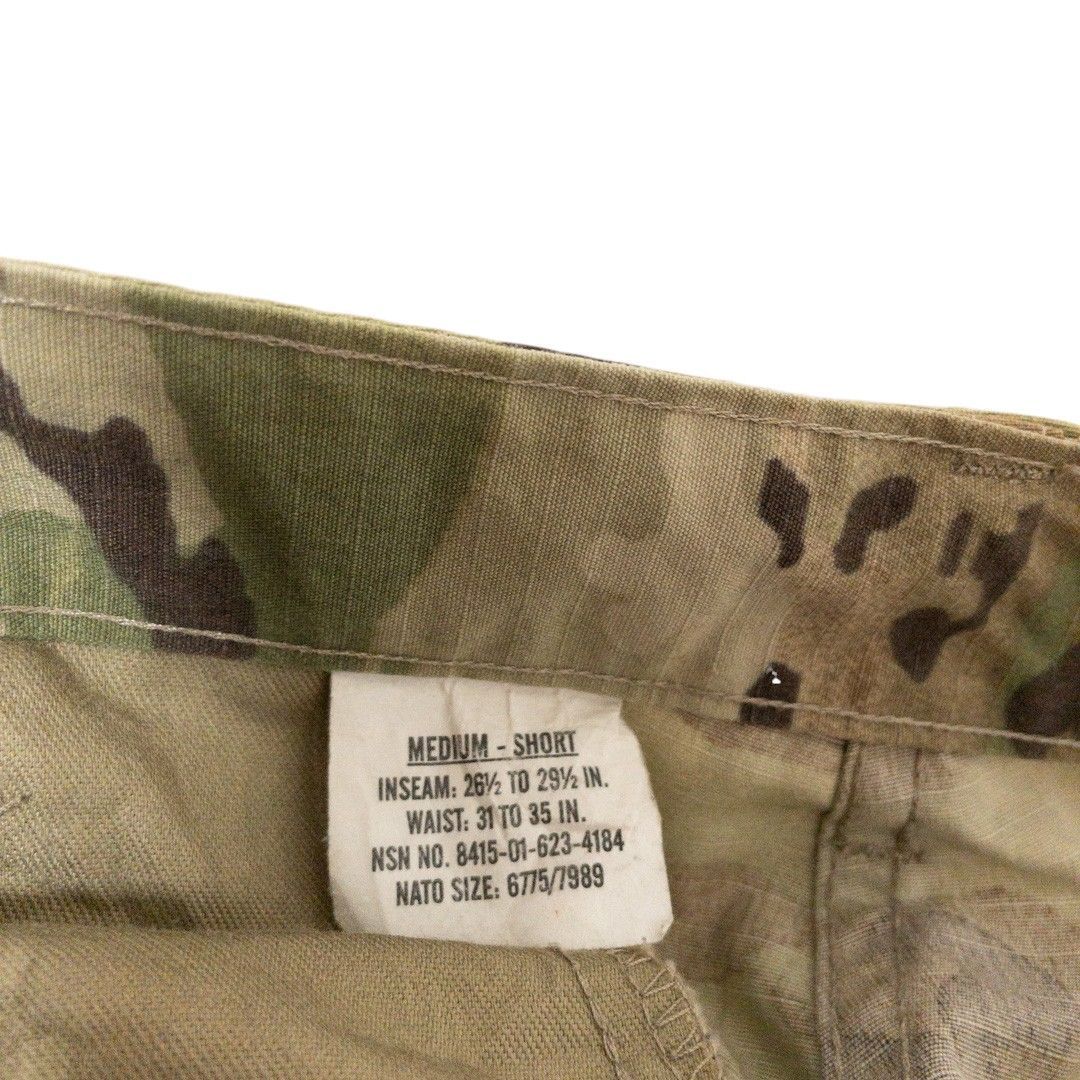 MEDIUM - SHORT
INSEAM: 26½ TO 29½ IN.
WAIST: 31 TO 35 IN.
NSN NO. 8415-01-623-4184
NATO SIZE: 6775/7989